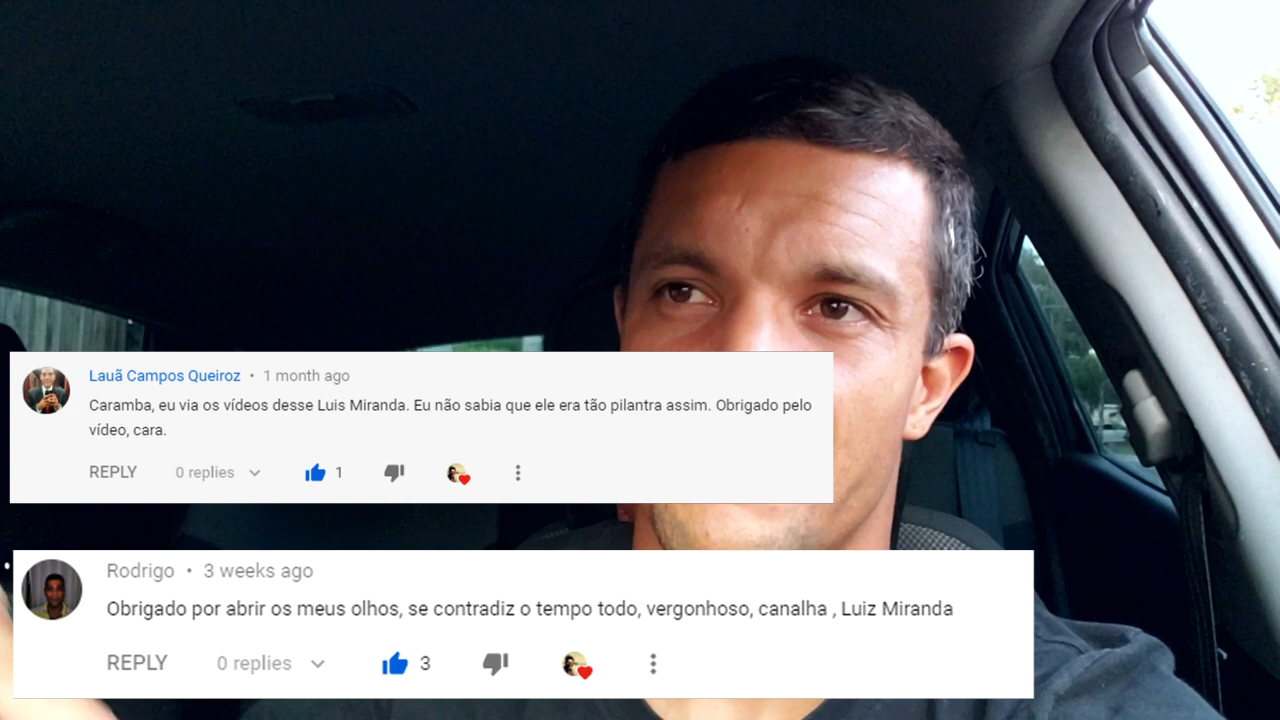 Lauã Campos Queiroz • 1 month ago
Caramba, eu via os vídeos desse Luis Miranda. Eu não sabia que ele era tão pilantra assim. Obrigado pelo
vídeo, cara.
REPLY 0 replies 1
Rodrigo • 3 weeks ago
Obrigado por abrir os meus olhos, se contradiz o tempo todo, vergonhoso, canalha , Luiz Miranda
REPLY 0 replies 3